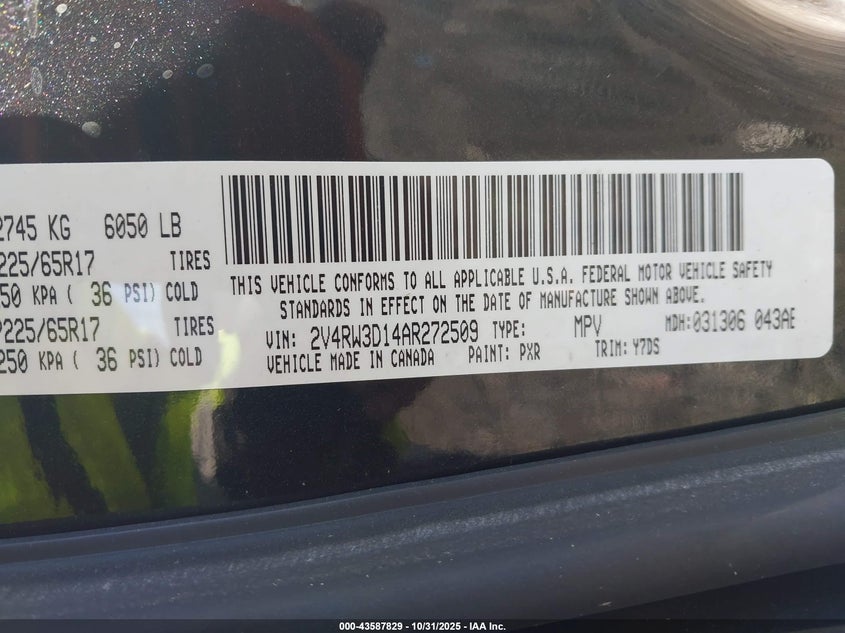 2745 KG 6050 LB
225/65R17 TIRES
250 KPA ( 36 PSI) COLD
P225/65R17 TIRES
250 KPA ( 36 PSI) COLD
THIS VEHICLE CONFORMS TO ALL APPLICABLE U.S.A. FEDERAL MOTOR VEHICLE SAFETY
STANDARDS IN EFFECT ON THE DATE OF MANUFACTURE SHOWN ABOVE.
VIN: 2V4RW3D14AR272509 TYPE: MPV MDH:031306 043AE
VEHICLE MADE IN CANADA PAINT: PXR TRIM: Y7DS
000-43587829 - 10/31/2025 - IAA Inc.